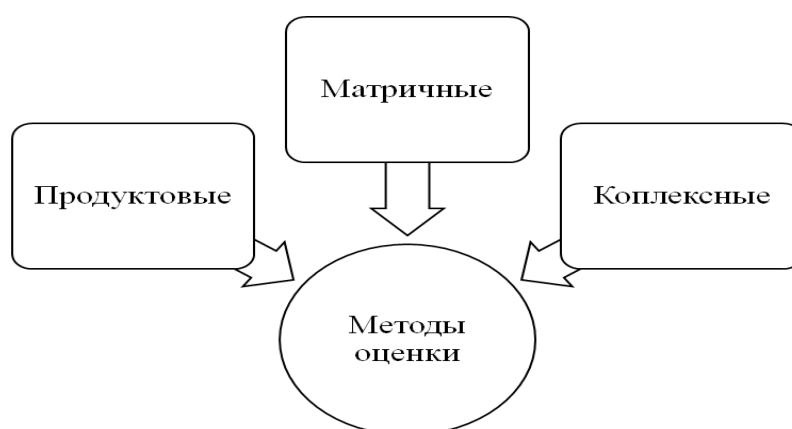 Матричные
Продуктовые
Коплексные
Методы
оценки